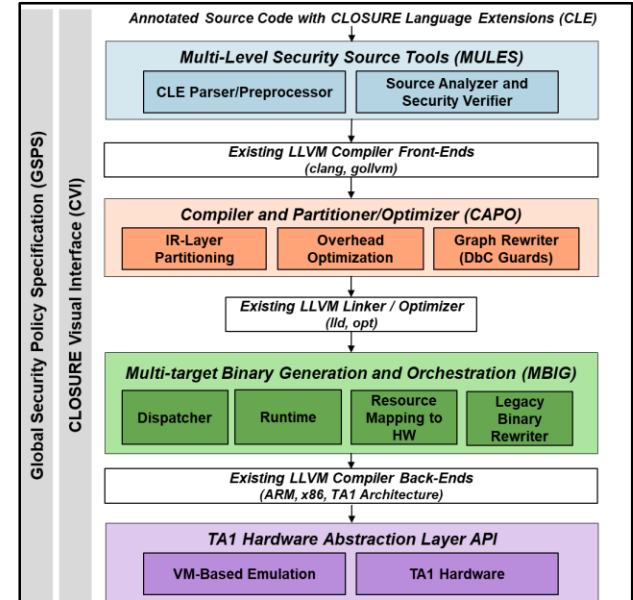 Annotated Source Code with CLOSURE Language Extensions (CLE)
Global Security Policy Specification (GSPS)
CLOSURE Visual Interface (CVI)
Multi-Level Security Source Tools (MULES)
CLE Parser/Preprocessor
Source Analyzer and
Security Verifier
Existing LLVM Compiler Front-Ends
(clang, gollvm)
Compiler and Partitioner/Optimizer (CAPO)
IR-Layer
Partitioning
Overhead
Optimization
Graph Rewriter
(DbC Guards)
Existing LLVM Linker / Optimizer
(lld, opt)
Multi-target Binary Generation and Orchestration (MBIG)
Dispatcher
Runtime
Resource
Mapping to
HW
Legacy
Binary
Rewriter
Existing LLVM Compiler Back-Ends
(ARM, x86, TA1 Architecture)
TA1 Hardware Abstraction Layer API
VM-Based Emulation
TA1 Hardware